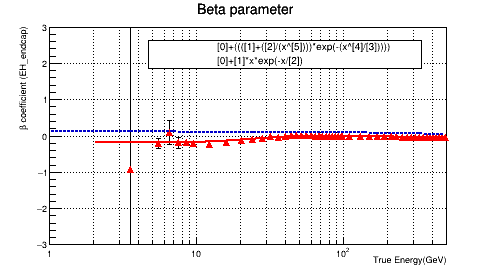 Beta parameter
β coefficient (EH_endcap)
[0]+((([1]+([2]/(x^[5])))*exp(-(x^[4]/[3]))))
[0]+[1]*x*exp(-x/[2])
3
2
1
0
−1
−2
−3
1
10
10²
True Energy(GeV)